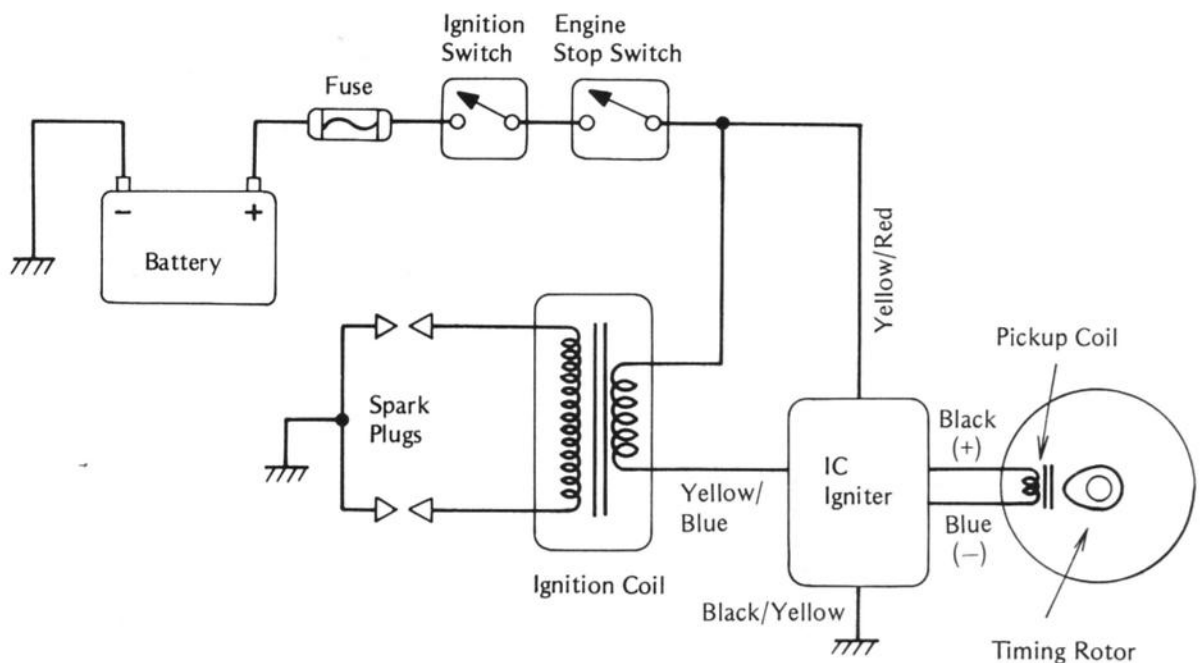 Ignition
Switch
Engine
Stop Switch
Fuse
-
+
Battery
Yellow/Red
Pickup Coil
Spark
Plugs
Black
(+)
IC
Igniter
Yellow/
Blue
Blue
(−)
Ignition Coil
Black/Yellow
Timing Rotor